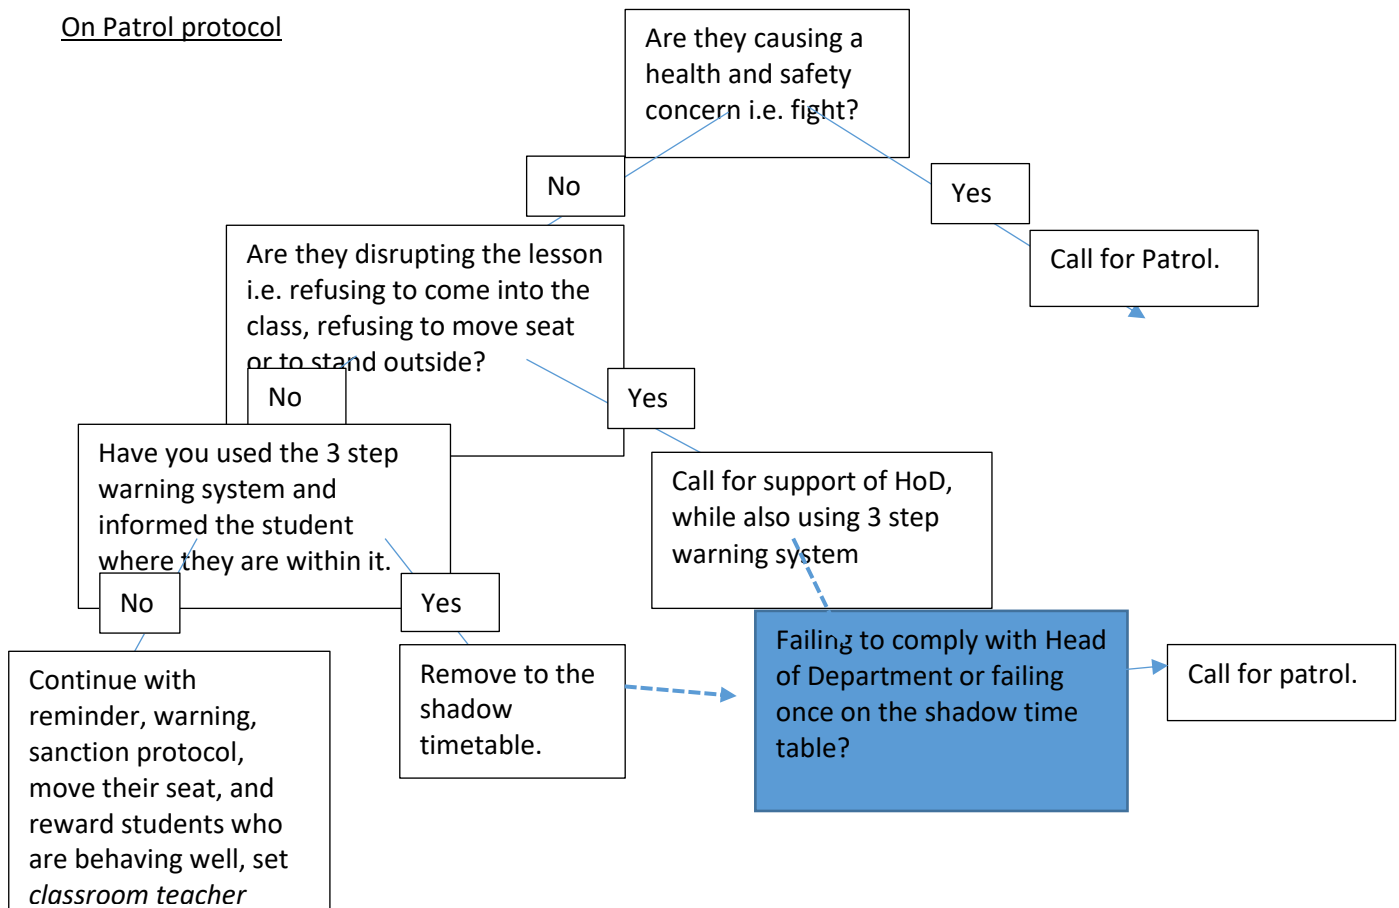 On Patrol protocol
Are they causing a
health and safety
concern i.e. fight?
No
Yes
Call for Patrol.
Are they disrupting the lesson
i.e. refusing to come into the
class, refusing to move seat
or to stand outside?
No
Yes
Have you used the 3 step
warning system and
informed the student
where they are within it.
Call for support of HoD,
while also using 3 step
warning system
No
Yes
Continue with
reminder, warning,
sanction protocol,
move their seat, and
reward students who
are behaving well, set
classroom teacher
Remove to the
shadow
timetable.
Failing to comply with Head
of Department or failing
once on the shadow time
table?
Call for patrol.